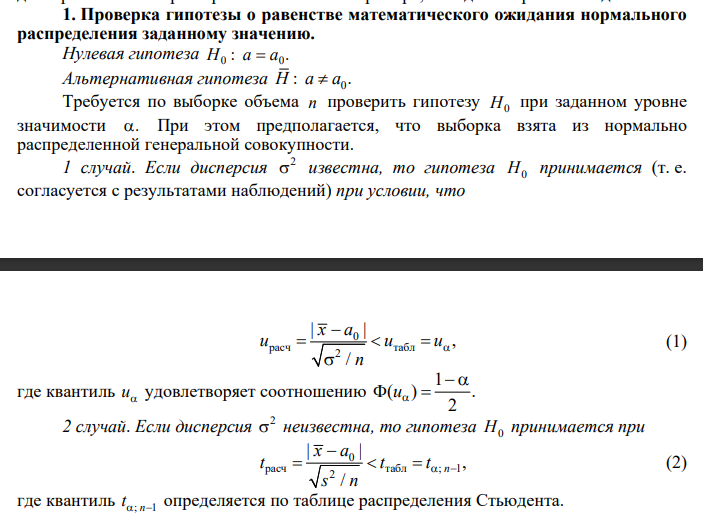 1. Проверка гипотезы о равенстве математического ожидания нормального
распределения заданному значению.
Нулевая гипотеза H₀ : a = a₀.
Альтернативная гипотеза H̅ : a ≠ a₀.
Требуется по выборке объема n проверить гипотезу H₀ при заданном уровне
значимости α. При этом предполагается, что выборка взята из нормально
распределенной генеральной совокупности.
1 случай. Если дисперсия σ² известна, то гипотеза H₀ принимается (т. е.
согласуется с результатами наблюдений) при условии, что
u_расч = |x̅ − a₀| / √(σ² / n) < u_табл = u_α, (1)
где квантиль u_α удовлетворяет соотношению Φ(u_α) = (1 − α) / 2.
2 случай. Если дисперсия σ² неизвестна, то гипотеза H₀ принимается при
t_расч = |x̅ − a₀| / √(s² / n) < t_табл = t_α; n−1, (2)
где квантиль t_α; n−1 определяется по таблице распределения Стьюдента.